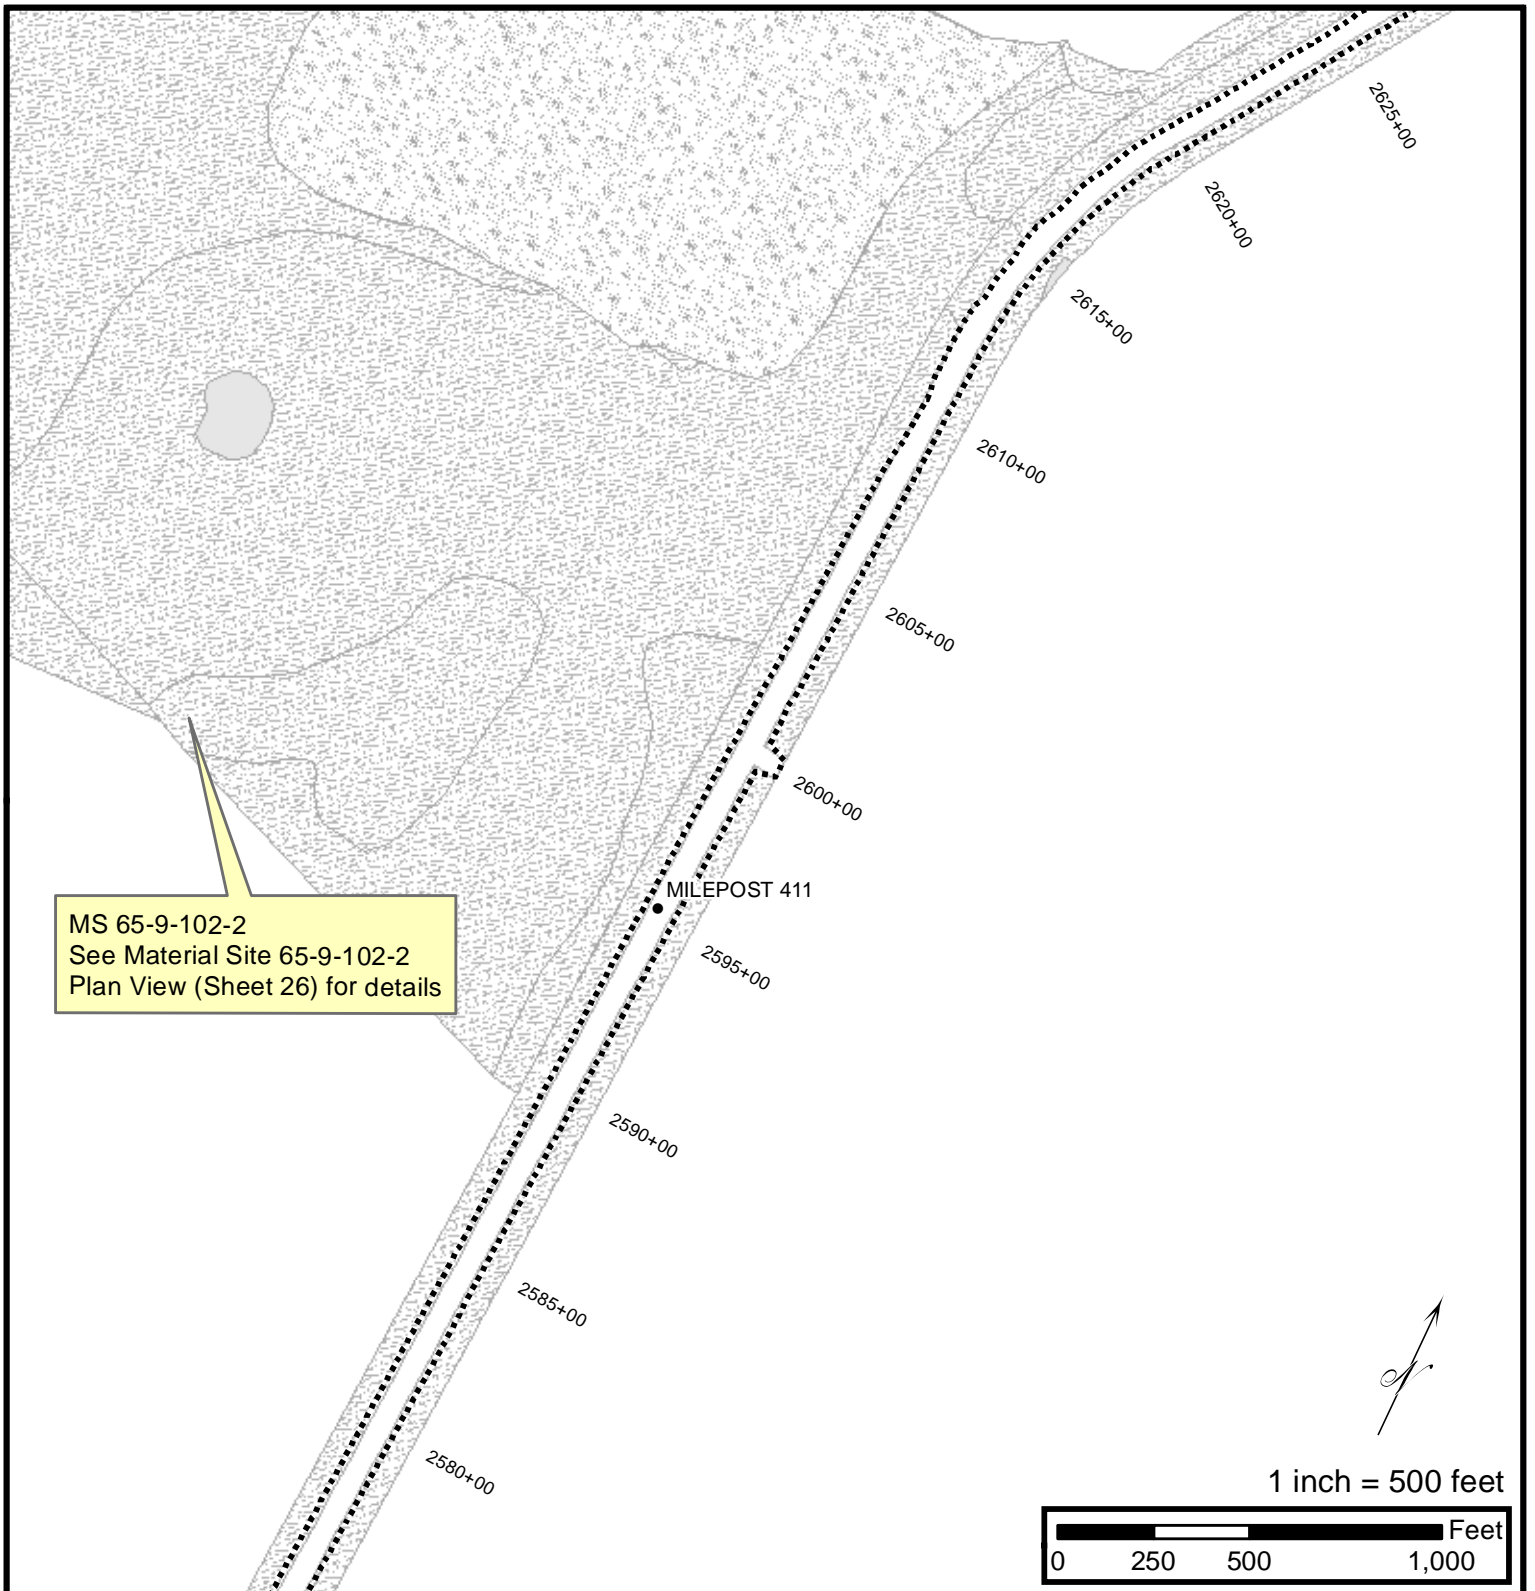 2625+00
2620+00
2615+00
2610+00
2605+00
2600+00
MILEPOST 411
MS 65-9-102-2
See Material Site 65-9-102-2
Plan View (Sheet 26) for details
2595+00
2590+00
2585+00
2580+00
N
1 inch = 500 feet
Feet
0 250 500 1,000